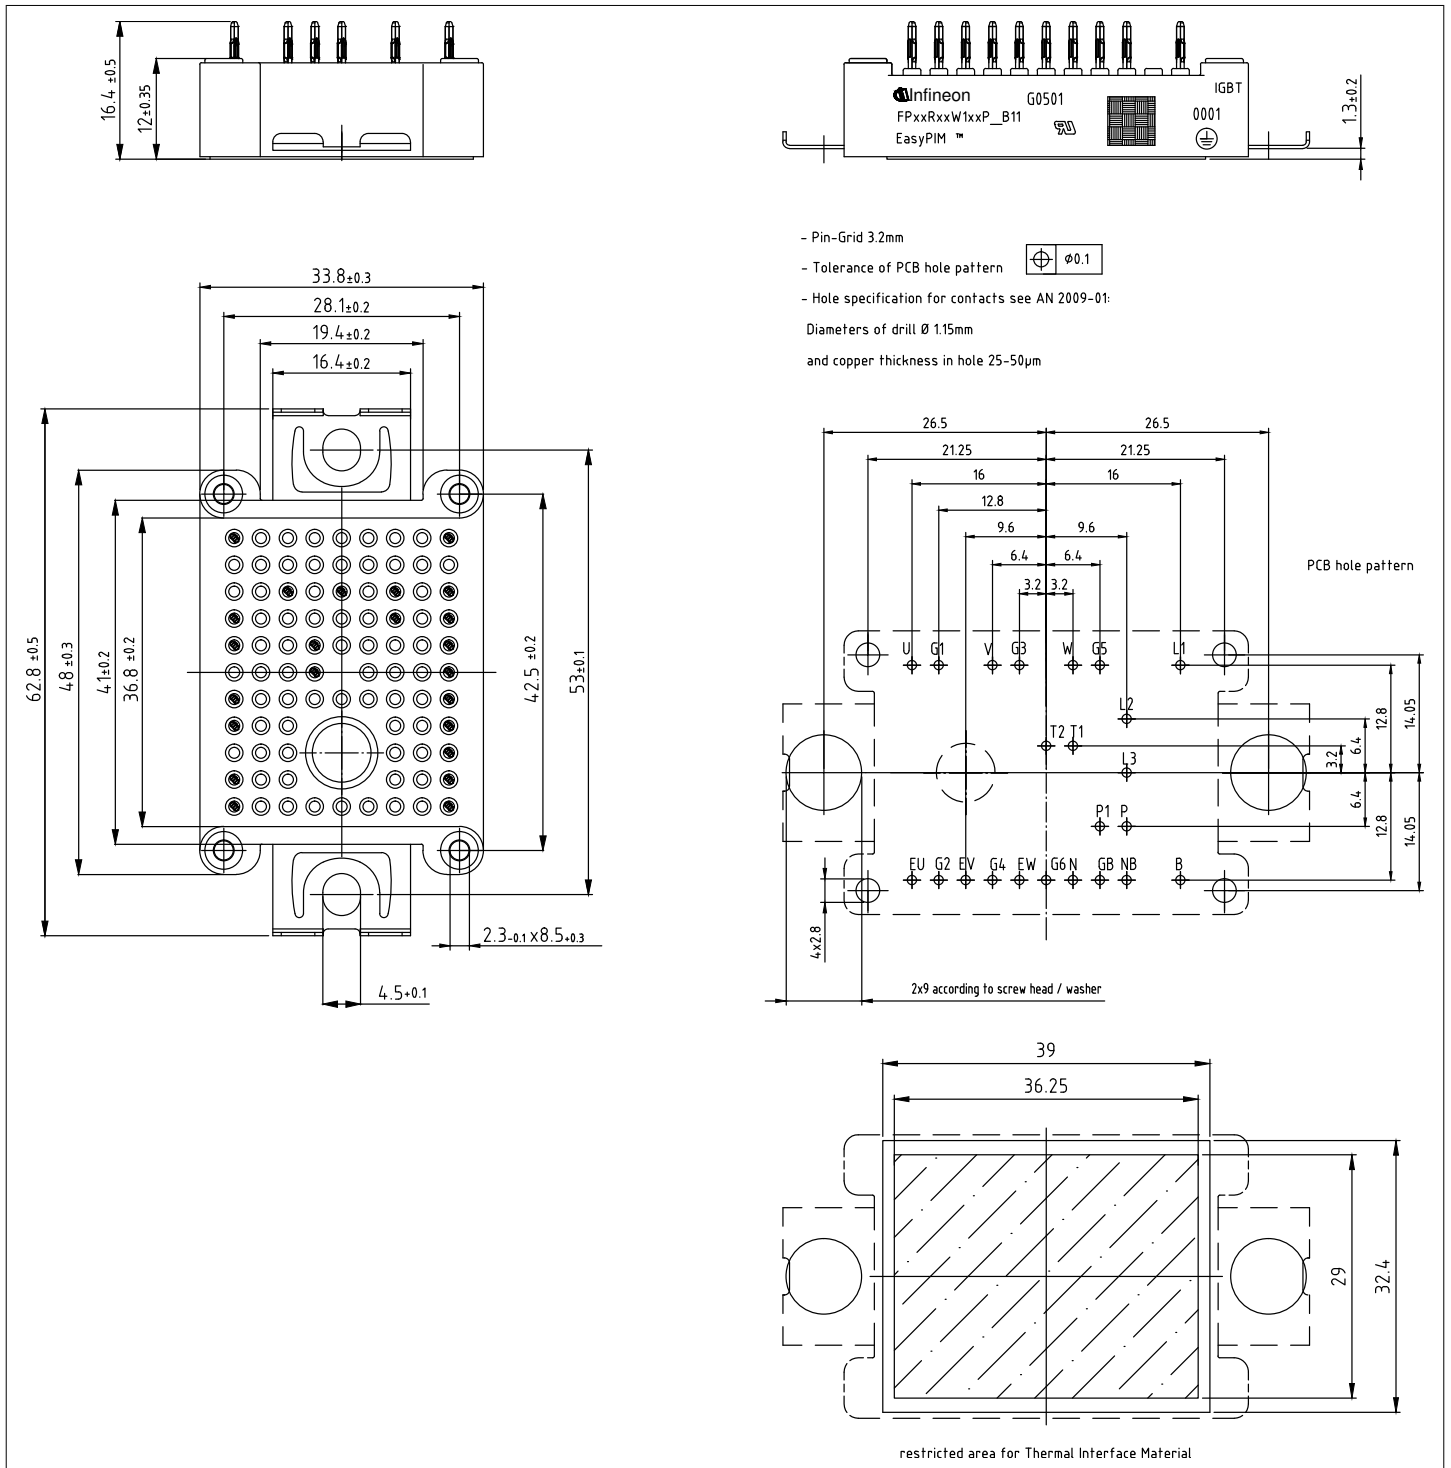 16.4 ±0.5
12±0.35
Infineon
G0501
IGBT
FPxxRxxW1xxP_B11
0001
EasyPIM ™
1.3±0.2
- Pin-Grid 3.2mm
- Tolerance of PCB hole pattern
⌀0.1
- Hole specification for contacts see AN 2009-01:
Diameters of drill Ø 1.15mm
and copper thickness in hole 25-50µm
33.8±0.3
28.1±0.2
19.4±0.2
16.4±0.2
62.8 ±0.5
48 ±0.3
41±0.2
36.8 ±0.2
42.5 ±0.2
53±0.1
2.3-0.1 x8.5+0.3
4.5+0.1
26.5
26.5
21.25
21.25
16
16
12.8
9.6
9.6
6.4
6.4
3.2
3.2
PCB hole pattern
U G1 V G3 W G5 L1
L2
T2 T1
L3
P1 P
EU G2 EV G4 EW G6 N GB NB B
3.2
6.4
12.8
14.05
6.4
12.8
14.05
4x2.8
2x9 according to screw head / washer
39
36.25
29
32.4
restricted area for Thermal Interface Material